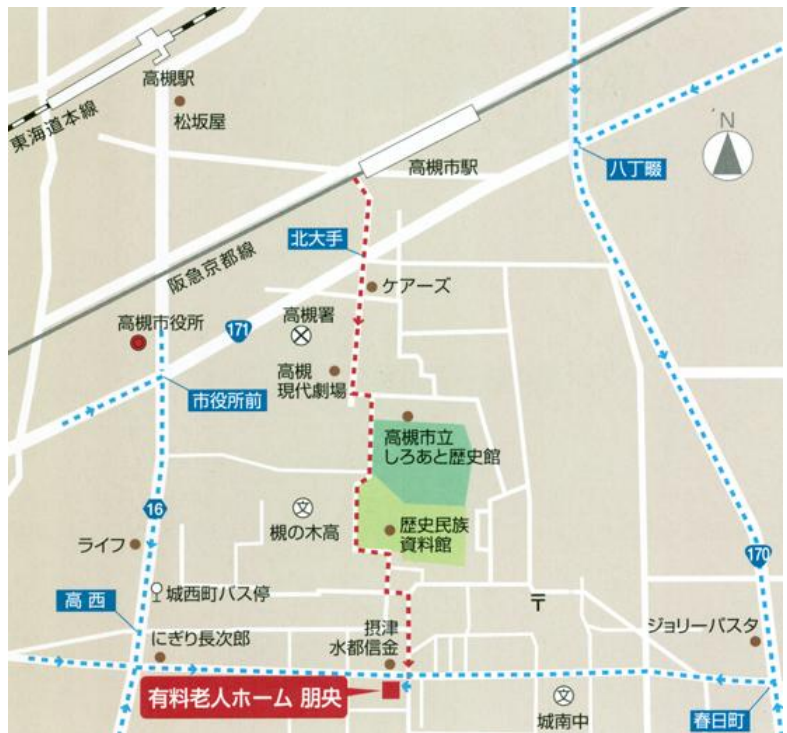 高槻駅
松坂屋
東海道本線
'N
高槻市駅
八丁畷
北大手
阪急京都線
ケアーズ
高槻市役所
171
高槻署
高槻
現代劇場
市役所前
高槻市立
しろあと歴史館
16
文
槻の木高
歴史民族
資料館
ライフ
170
高西
城西町バス停
〒
摂津
水都信金
にぎり長次郎
ジョリーパスタ
有料老人ホーム 朋央
文
城南中
春日町